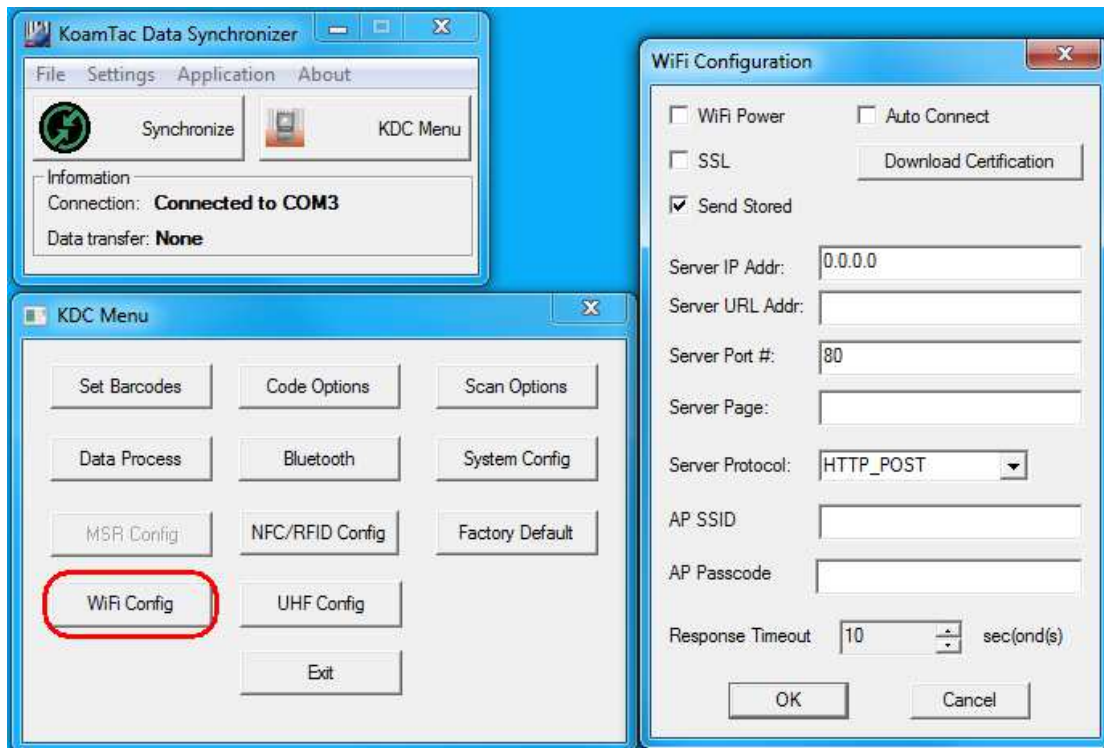 KoamTac Data Synchronizer
File Settings Application About
Synchronize KDC Menu
Information
Connection: Connected to COM3
Data transfer: None
KDC Menu
Set Barcodes Code Options Scan Options
Data Process Bluetooth System Config
MSR Config NFC/RFID Config Factory Default
WiFi Config UHF Config
Exit
WiFi Configuration
WiFi Power Auto Connect
SSL Download Certification
Send Stored
Server IP Addr: 0.0.0.0
Server URL Addr:
Server Port #: 80
Server Page:
Server Protocol: HTTP_POST
AP SSID
AP Passcode
Response Timeout 10 sec(ond(s)
OK Cancel